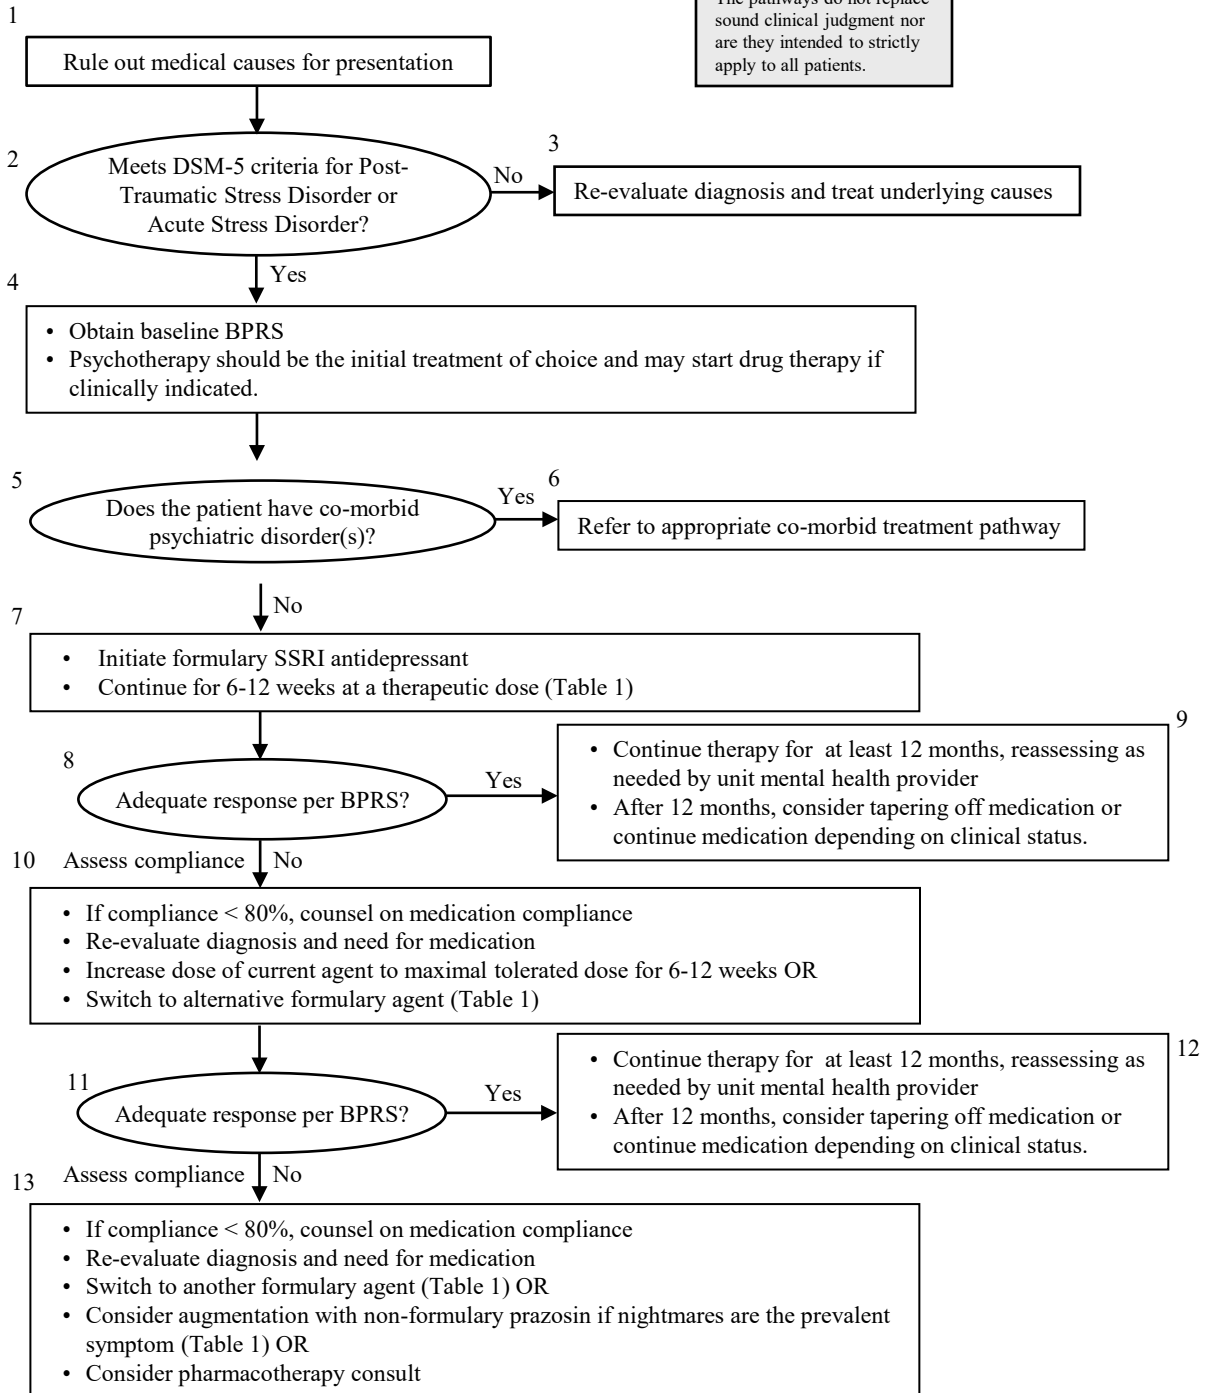 The pathways do not replace
sound clinical judgment nor
are they intended to strictly
apply to all patients.
1
Rule out medical causes for presentation
2
Meets DSM-5 criteria for Post-
Traumatic Stress Disorder or
Acute Stress Disorder?
No
3
Re-evaluate diagnosis and treat underlying causes
Yes
4
• Obtain baseline BPRS
• Psychotherapy should be the initial treatment of choice and may start drug therapy if
clinically indicated.
5
Does the patient have co-morbid
psychiatric disorder(s)?
Yes
6
Refer to appropriate co-morbid treatment pathway
No
7
• Initiate formulary SSRI antidepressant
• Continue for 6-12 weeks at a therapeutic dose (Table 1)
8
Adequate response per BPRS?
Yes
9
• Continue therapy for at least 12 months, reassessing as
needed by unit mental health provider
• After 12 months, consider tapering off medication or
continue medication depending on clinical status.
10 Assess compliance No
• If compliance < 80%, counsel on medication compliance
• Re-evaluate diagnosis and need for medication
• Increase dose of current agent to maximal tolerated dose for 6-12 weeks OR
• Switch to alternative formulary agent (Table 1)
11
Adequate response per BPRS?
Yes
12
• Continue therapy for at least 12 months, reassessing as
needed by unit mental health provider
• After 12 months, consider tapering off medication or
continue medication depending on clinical status.
13 Assess compliance No
• If compliance < 80%, counsel on medication compliance
• Re-evaluate diagnosis and need for medication
• Switch to another formulary agent (Table 1) OR
• Consider augmentation with non-formulary prazosin if nightmares are the prevalent
symptom (Table 1) OR
• Consider pharmacotherapy consult